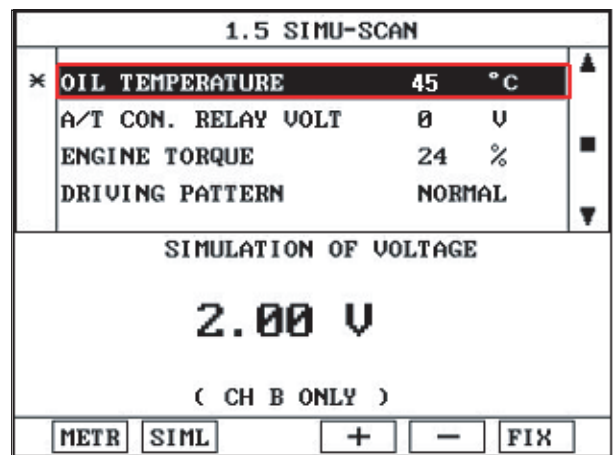 1.5 SIMU-SCAN
* OIL TEMPERATURE 45 °C
A/T CON. RELAY VOLT 0 V
ENGINE TORQUE 24 %
DRIVING PATTERN NORMAL
SIMULATION OF VOLTAGE
2.00 V
( CH B ONLY )
METR SIML + - FIX